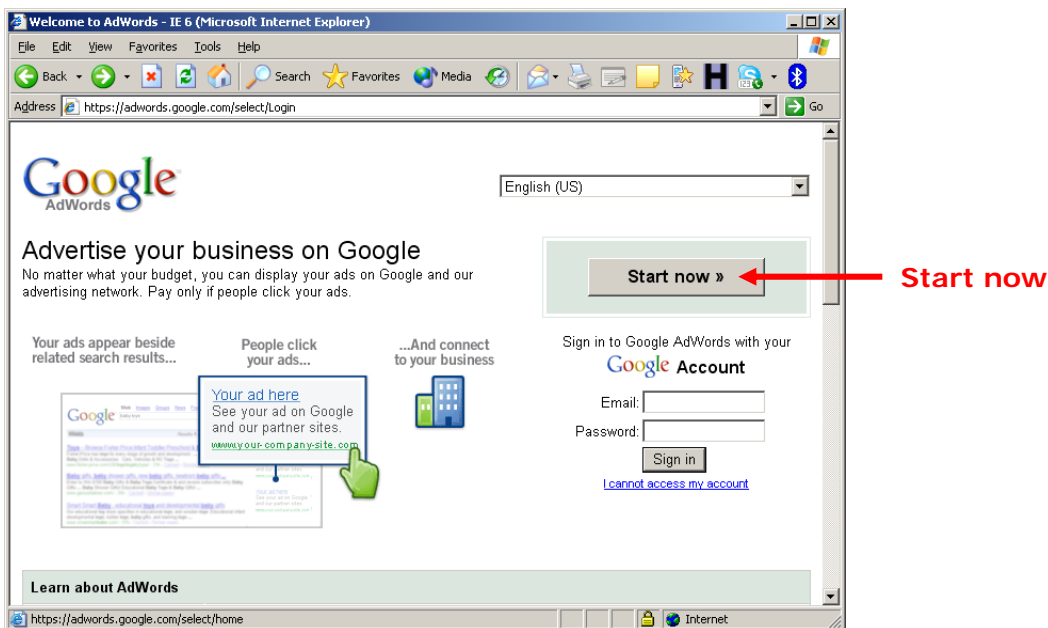 Welcome to AdWords - IE 6 (Microsoft Internet Explorer)
File Edit View Favorites Tools Help
Back Search Favorites Media
Address https://adwords.google.com/select/Login Go
Google
AdWords
English (US)
Advertise your business on Google
No matter what your budget, you can display your ads on Google and our
advertising network. Pay only if people click your ads.
Start now »
Start now
Your ads appear beside
related search results...
People click
your ads...
...And connect
to your business
Google
Your ad here
See your ad on Google
and our partner sites.
www.your-company-site.com
Sign in to Google AdWords with your
Google Account
Email:
Password:
Sign in
I cannot access my account
Learn about AdWords
https://adwords.google.com/select/home Internet